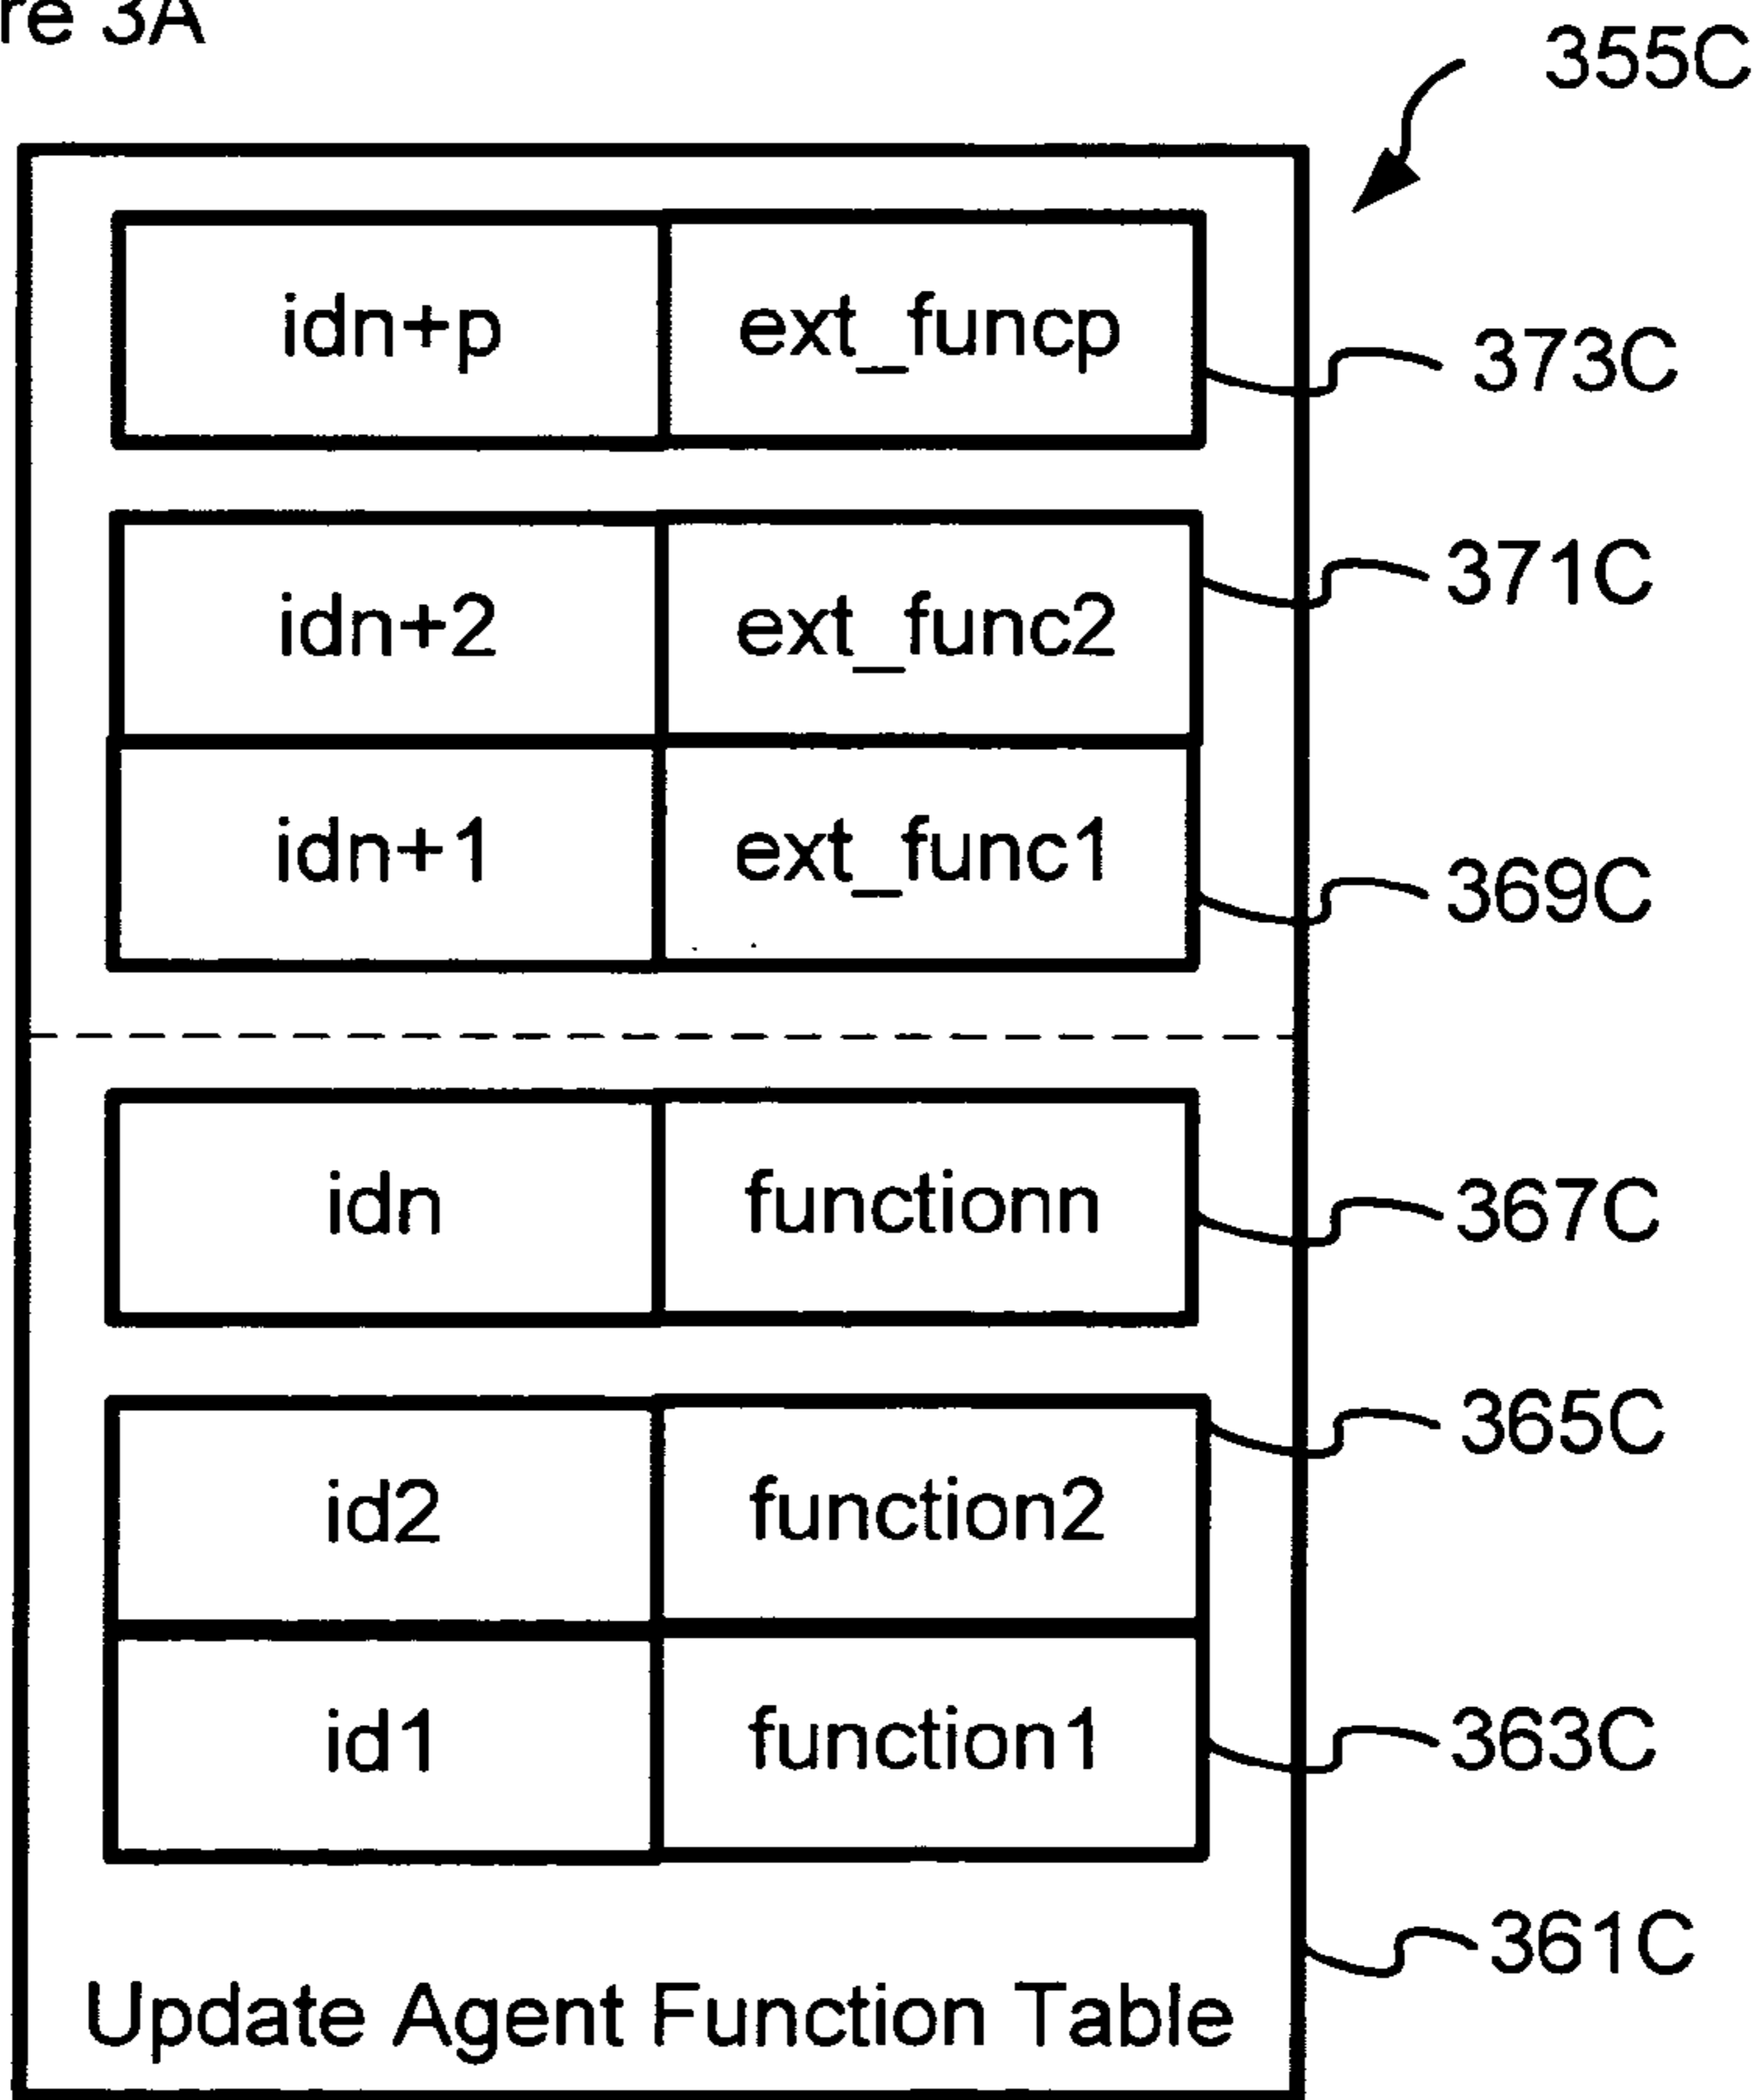 re 3A
355C
idn+p ext_funcp
373C
idn+2 ext_func2
371C
idn+1 ext_func1
369C
idn functionn
367C
id2 function2
365C
id1 function1
363C
361C
Update Agent Function Table